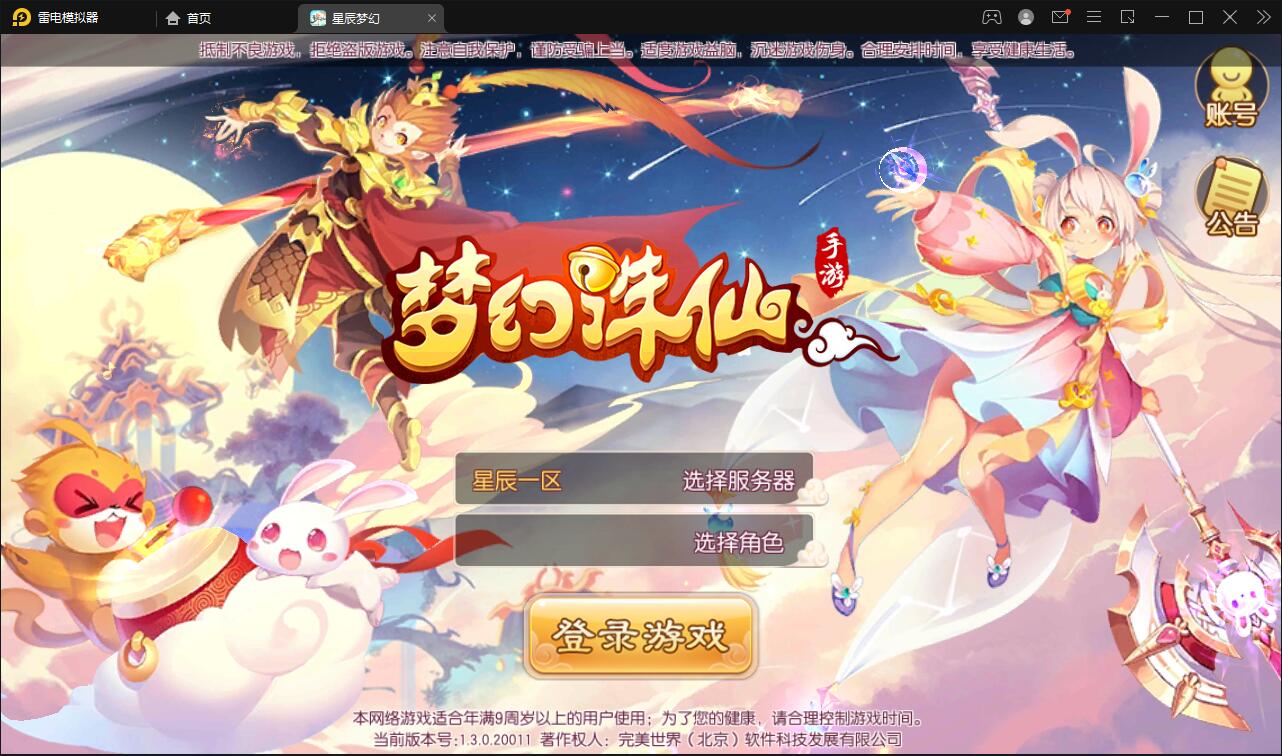 雷电模拟器
首页
星辰梦幻
抵制不良游戏，拒绝盗版游戏。注意自我保护，谨防受骗上当。适度游戏益脑，沉迷游戏伤身。合理安排时间，享受健康生活。
账号
公告
手游
梦幻诛仙
星辰一区 选择服务器
选择角色
登录游戏
本网络游戏适合年满9周岁以上的用户使用；为了您的健康，请合理控制游戏时间。
当前版本号:1.3.0.20011 著作权人：完美世界（北京）软件科技发展有限公司